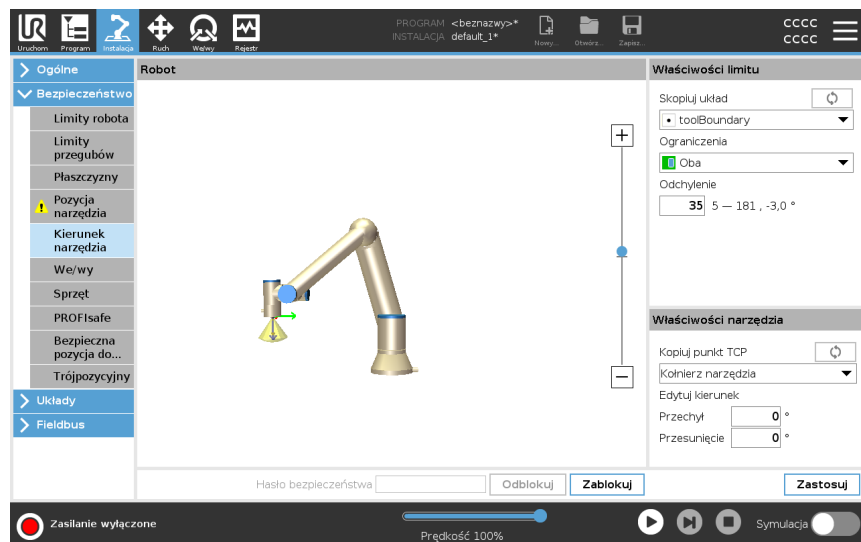 PROGRAM <beznazwy>*
INSTALACJA default_1*
cccc
cccc
Uruchom Program Instalacja Ruch We/wy Rejestr Nowy... Otwórz... Zapisz...
Ogólne
Bezpieczeństwo
Limity robota
Limity przegubów
Płaszczyzny
Pozycja narzędzia
Kierunek narzędzia
We/wy
Sprzęt
PROFIsafe
Bezpieczna pozycja do...
Trójpozycyjny
Układy
Fieldbus
Robot
Właściwości limitu
Skopiuj układ
toolBoundary
Ograniczenia
Oba
Odchylenie
35 5 — 181 , -3,0 °
Właściwości narzędzia
Kopiuj punkt TCP
Kołnierz narzędzia
Edytuj kierunek
Przechył 0 °
Przesunięcie 0 °
Hasło bezpieczeństwa Odblokuj Zablokuj Zastosuj
Zasilanie wyłączone
Prędkość 100%
Symulacja